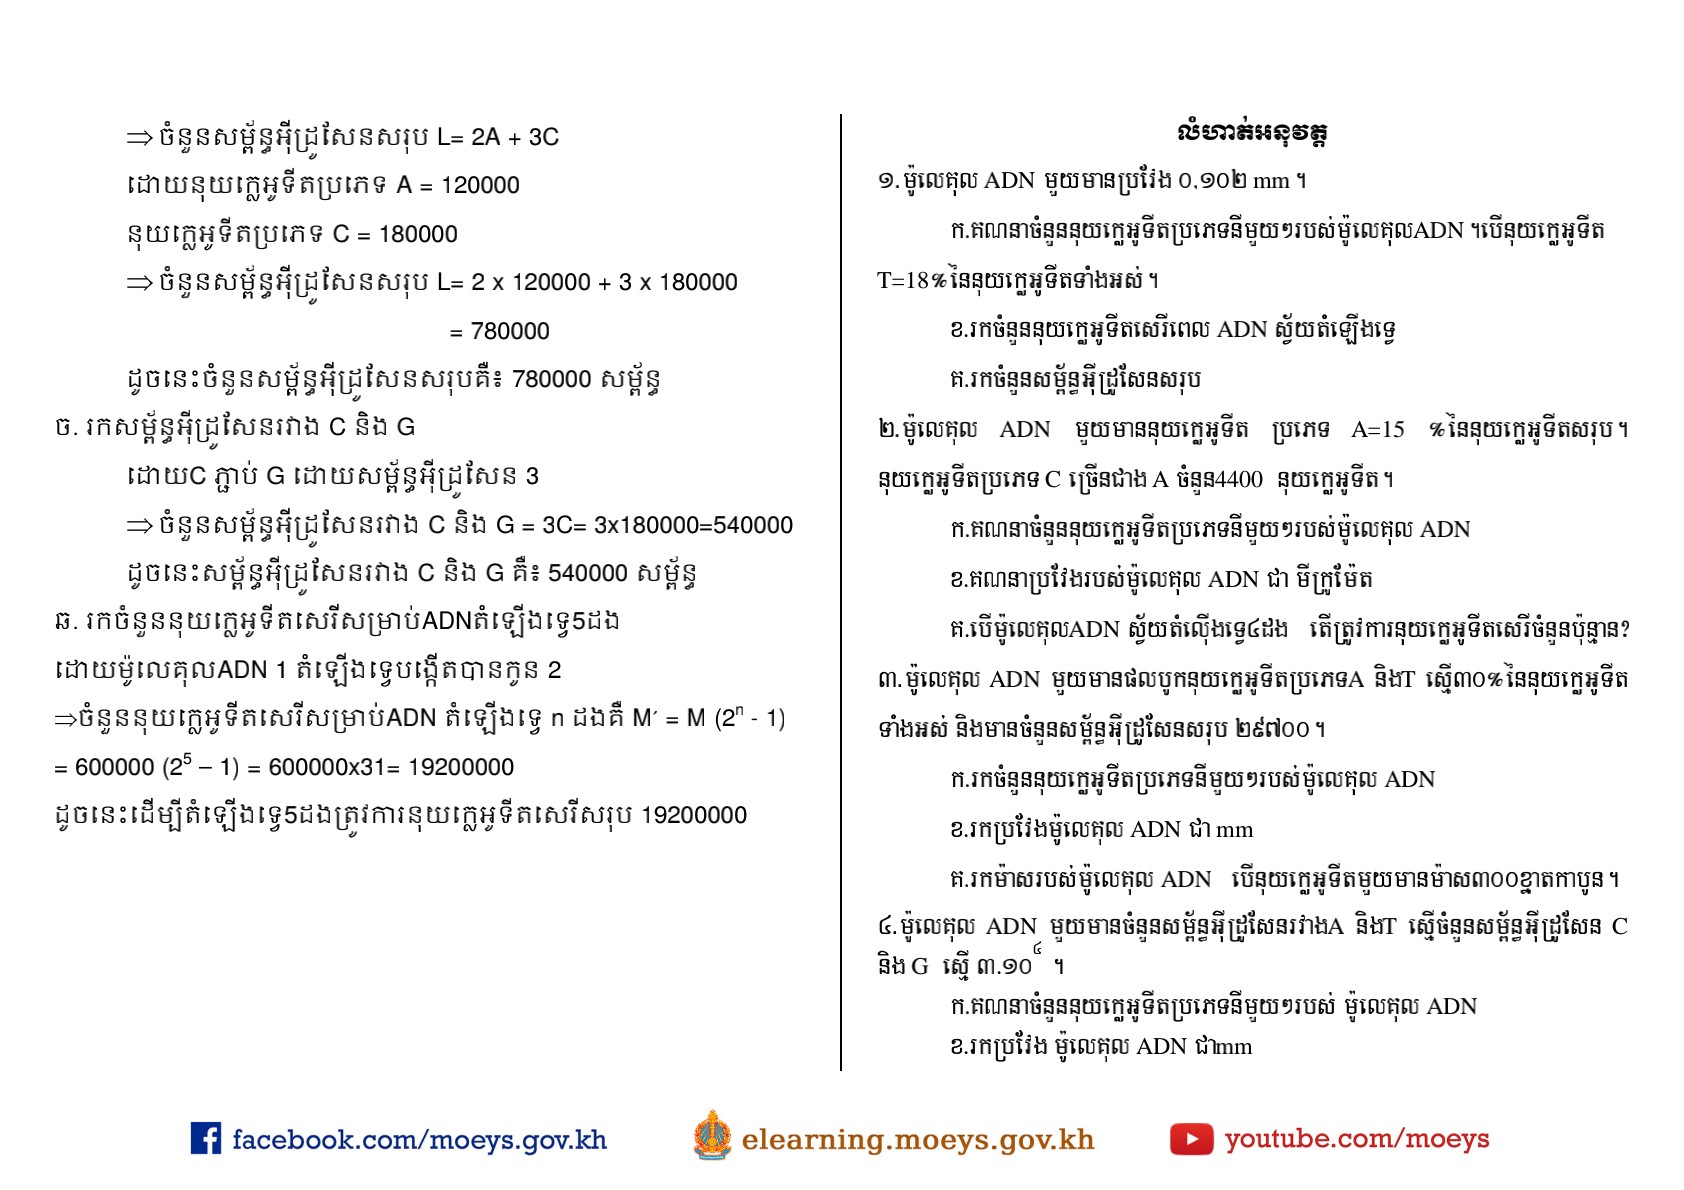 ⇒ ចំនួនសម្ព័ន្ធអ៊ីដ្រូសែនសរុប L= 2A + 3C
ដោយនុយក្លេអូទីតប្រភេទ A = 120000
នុយក្លេអូទីតប្រភេទ C = 180000
⇒ ចំនួនសម្ព័ន្ធអ៊ីដ្រូសែនសរុប L= 2 x 120000 + 3 x 180000
= 780000
ដូចនេះចំនួនសម្ព័ន្ធអ៊ីដ្រូសែនសរុបគឺ៖ 780000 សម្ព័ន្ធ
ច. រកសម្ព័ន្ធអ៊ីដ្រូសែនរវាង C និង G
ដោយC ភ្ជាប់ G ដោយសម្ព័ន្ធអ៊ីដ្រូសែន 3
⇒ ចំនួនសម្ព័ន្ធអ៊ីដ្រូសែនរវាង C និង G = 3C= 3x180000=540000
ដូចនេះសម្ព័ន្ធអ៊ីដ្រូសែនរវាង C និង G គឺ៖ 540000 សម្ព័ន្ធ
ឆ. រកចំនួននុយក្លេអូទីតសេរីសម្រាប់ADNតំឡើងទ្វេ5ដង
ដោយម៉ូលេគុលADN 1 តំឡើងទ្វេបង្កើតបានកូន 2
⇒ចំនួននុយក្លេអូទីតសេរីសម្រាប់ADN តំឡើងទ្វេ n ដងគឺ M′ = M (2ⁿ - 1)
= 600000 (2⁵ – 1) = 600000x31= 19200000
ដូចនេះដើម្បីតំឡើងទ្វេ5ដងត្រូវការនុយក្លេអូទីតសេរីសរុប 19200000
លំហាត់អនុវត្ត
១. ម៉ូលេគុល ADN មួយមានប្រវែង ០,១០២ mm ។
ក.គណនាចំនួននុយក្លេអូទីតប្រភេទនីមួយៗរបស់ម៉ូលេគុលADN ។បើនុយក្លេអូទីត
T=18% នៃនុយក្លេអូទីតទាំងអស់ ។
ខ.រកចំនួននុយក្លេអូទីតសេរីពេល ADN ស្វ័យតំឡើងទ្វេ
គ.រកចំនួនសម្ព័ន្ធអ៊ីដ្រូសែនសរុប
២. ម៉ូលេគុល ADN មួយមាននុយក្លេអូទីត ប្រភេទ A=15 % នៃនុយក្លេអូទីតសរុប ។
នុយក្លេអូទីតប្រភេទ C ច្រើនជាង A ចំនួន4400 នុយក្លេអូទីត ។
ក.គណនាចំនួននុយក្លេអូទីតប្រភេទនីមួយៗរបស់ម៉ូលេគុល ADN
ខ.គណនាប្រវែងរបស់ម៉ូលេគុល ADN ជា មីក្រូម៉ែត
គ.បើម៉ូលេគុលADN ស្វ័យតំលើ់ងទ្វេ៤ដង តើត្រូវការនុយក្លេអូទីតសេរីចំនួនប៉ុន្មាន?
៣. ម៉ូលេគុល ADN មួយមានផលបូកនុយក្លេអូទីតប្រភេទA និងT ស្មើ៣០% នៃនុយក្លេអូទីត
ទាំងអស់ និងមានចំនួនសម្ព័ន្ធអ៊ីដ្រូសែនសរុប ២៩៧០០ ។
ក.រកចំនួននុយក្លេអូទីតប្រភេទនីមួយៗរបស់ម៉ូលេគុល ADN
ខ.រកប្រវែងម៉ូលេគុល ADN ជា mm
គ.រកម៉ាសរបស់ម៉ូលេគុល ADN បើនុយក្លេអូទីតមួយមានម៉ាស៣០០ខ្នាតកាបូន ។
៤. ម៉ូលេគុល ADN មួយមានចំនួនសម្ព័ន្ធអ៊ីដ្រូសែនរវាងA និងT ស្មើចំនួនសម្ព័ន្ធអ៊ីដ្រូសែន C
និង G ស្មើ ៣.១០^៤ ។
ក.គណនាចំនួននុយក្លេអូទីតប្រភេទនីមួយៗរបស់ ម៉ូលេគុល ADN
ខ.រកប្រវែង ម៉ូលេគុល ADN ជាmm
facebook.com/moeys.gov.kh
elearning.moeys.gov.kh
youtube.com/moeys